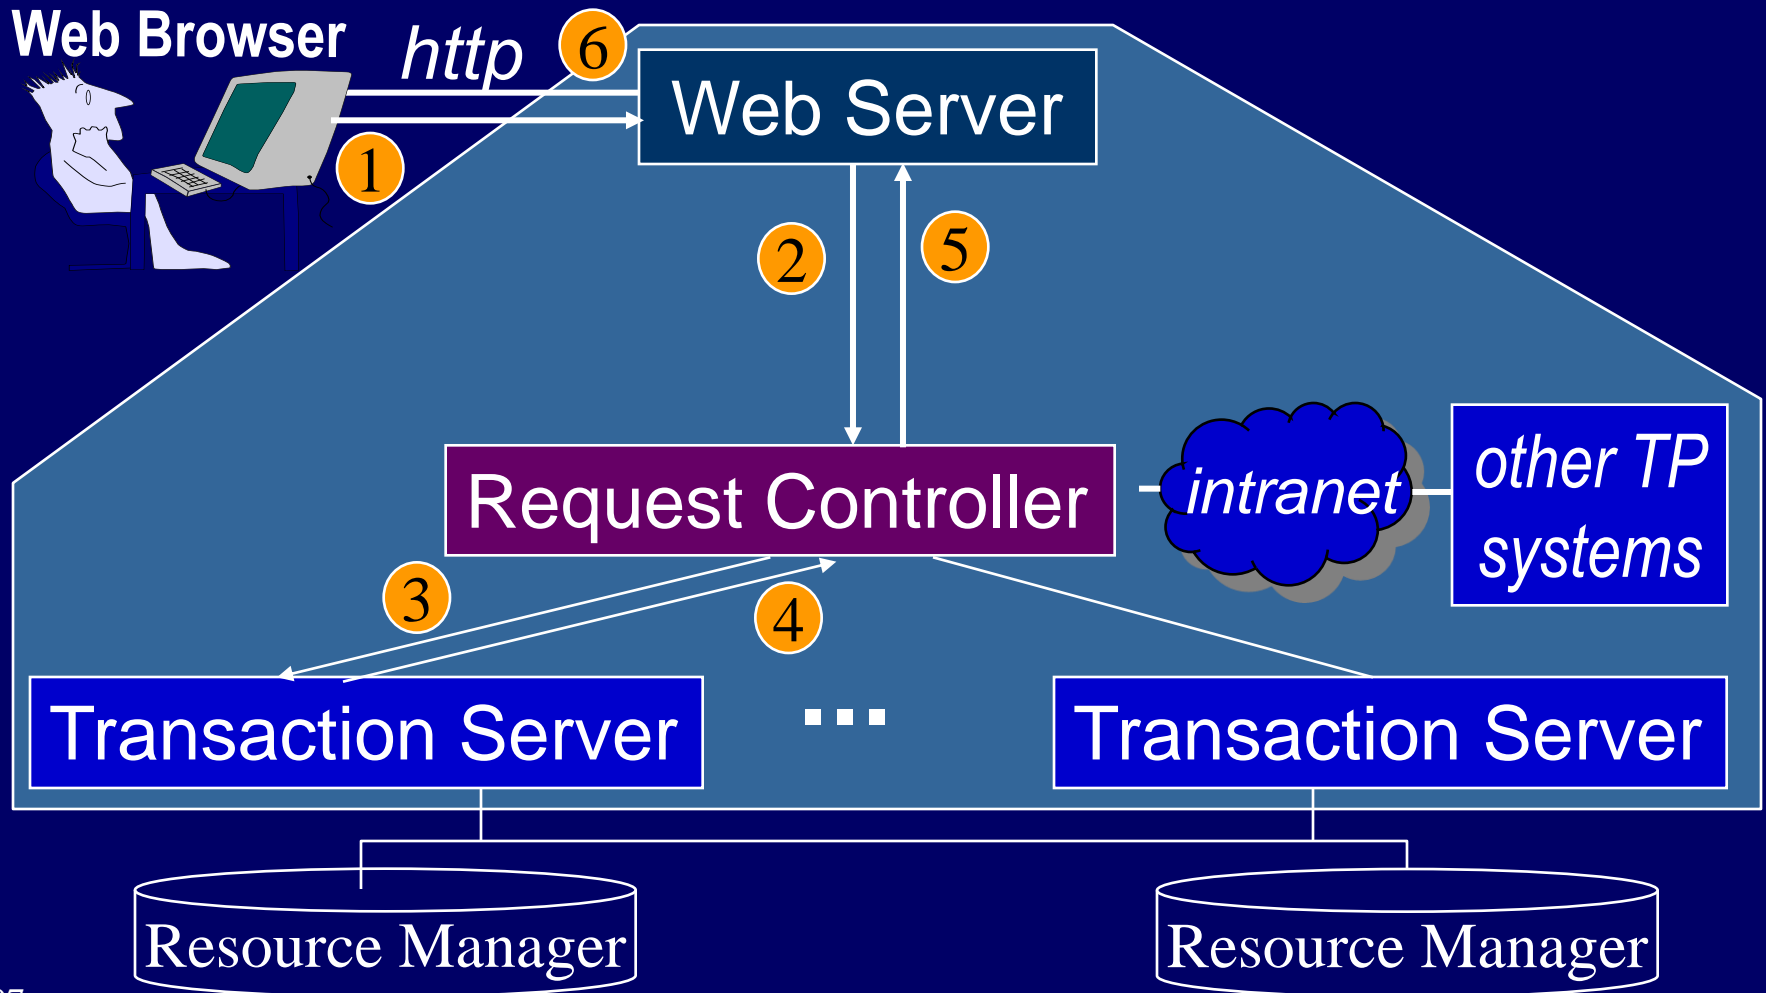 Web Browser
http
6
Web Server
1
2
5
Request Controller
intranet
other TP
systems
3
4
Transaction Server
...
Transaction Server
Resource Manager
Resource Manager